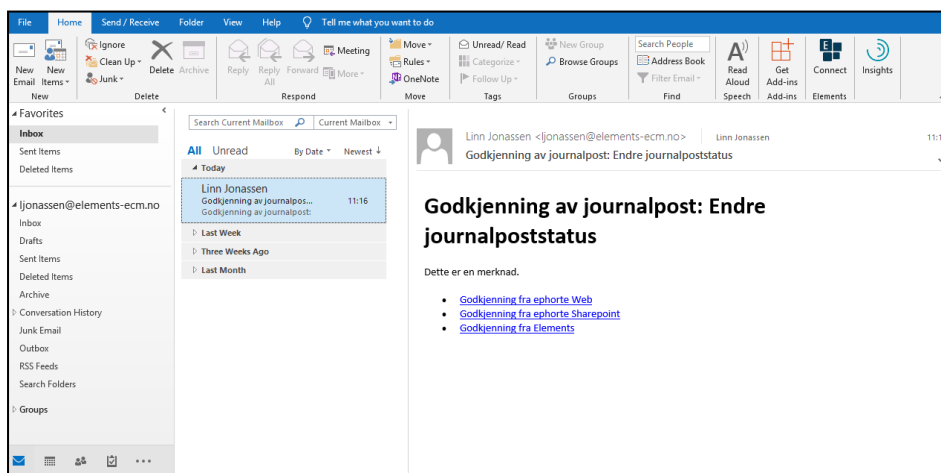 File Home Send / Receive Folder View Help Tell me what you want to do
New Email
New Items
New
Ignore
Clean Up
Junk
Delete
Archive
Delete
Reply
Reply All
Forward
Meeting
More
Respond
Move
Rules
OneNote
Move
Unread/ Read
Categorize
Follow Up
Tags
New Group
Browse Groups
Groups
Search People
Address Book
Filter Email
Find
A
Read Aloud
Speech
Get Add-ins
Add-ins
Connect
Elements
Insights
Favorites
Inbox
Sent Items
Deleted Items
ljonassen@elements-ecm.no
Inbox
Drafts
Sent Items
Deleted Items
Archive
Conversation History
Junk Email
Outbox
RSS Feeds
Search Folders
Groups
Search Current Mailbox Current Mailbox
All Unread By Date Newest
Today
Linn Jonassen
Godkjenning av journalpos... 11:16
Godkjenning av journalpost:
Last Week
Three Weeks Ago
Last Month
Linn Jonassen <ljonassen@elements-ecm.no> Linn Jonassen
Godkjenning av journalpost: Endre journalpoststatus
Godkjenning av journalpost: Endre
journalpoststatus
Dette er en merknad.
Godkjenning fra ephorte Web
Godkjenning fra ephorte Sharepoint
Godkjenning fra Elements